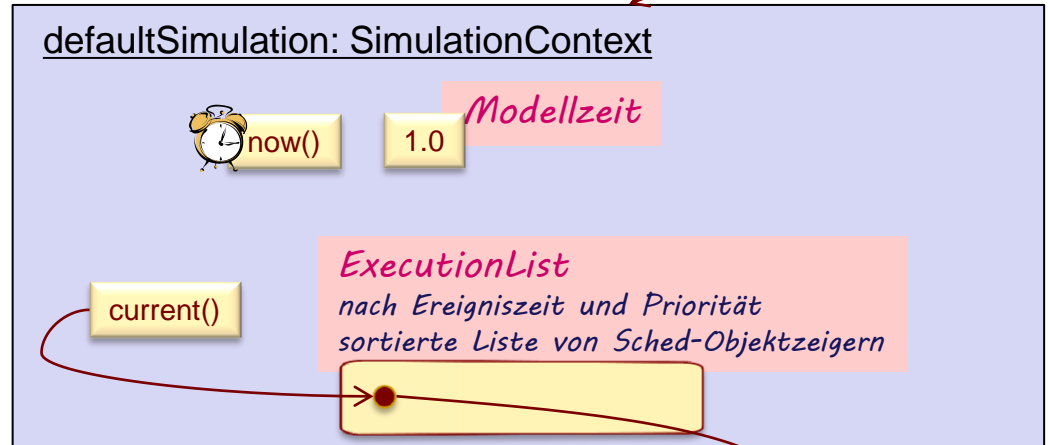 defaultSimulation: SimulationContext
Modellzeit
now()
1.0
ExecutionList
nach Ereigniszeit und Priorität
sortierte Liste von Sched-Objektzeigern
current()